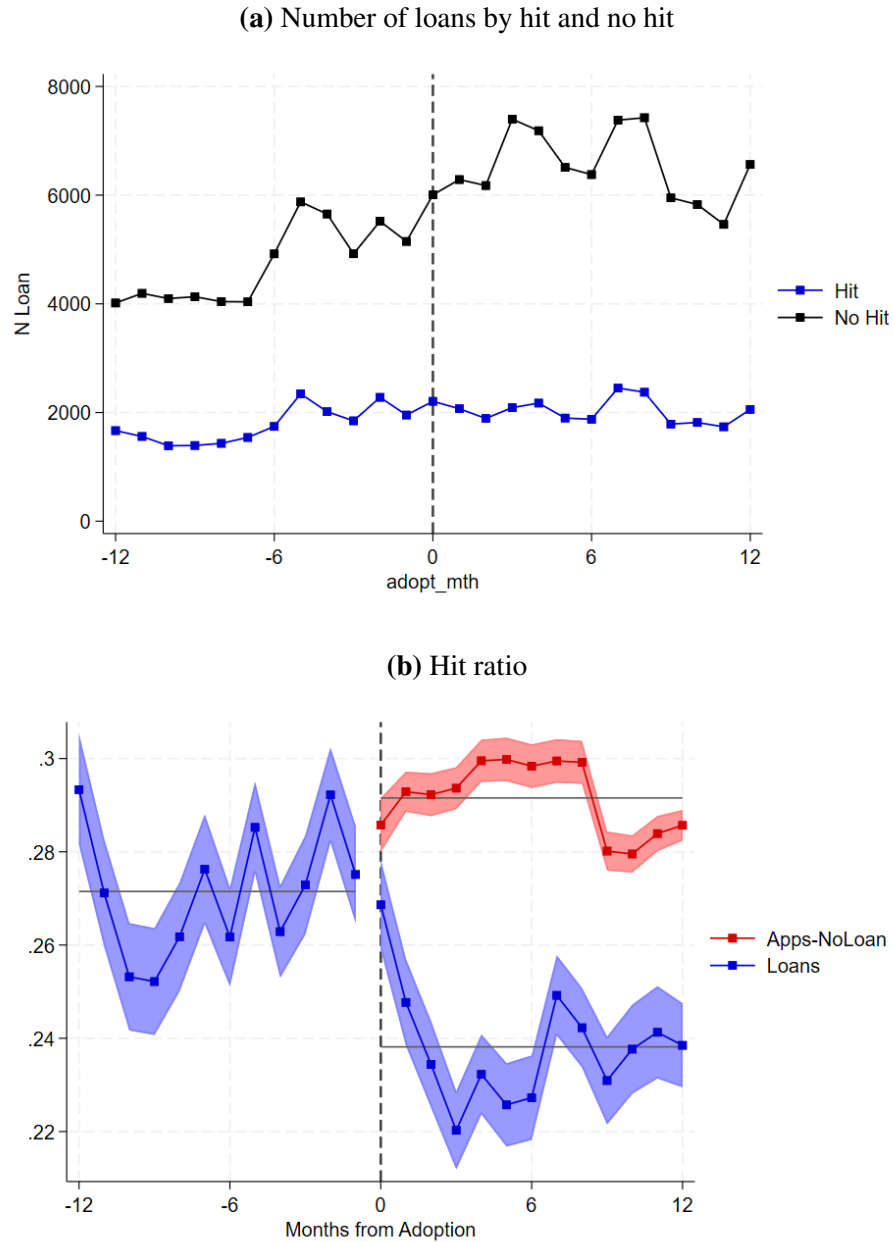 (a) Number of loans by hit and no hit
8000
6000
4000
2000
0
N Loan
-12 -6 0 6 12
adopt_mth
Hit
No Hit
(b) Hit ratio
.3
.28
.26
.24
.22
-12 -6 0 6 12
Months from Adoption
Apps-NoLoan
Loans